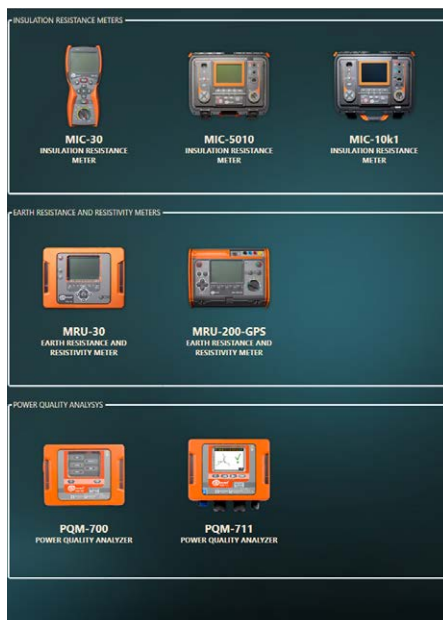 INSULATION RESISTANCE METERS
MIC-30
INSULATION RESISTANCE
METER
MIC-5010
INSULATION RESISTANCE
METER
MIC-10k1
INSULATION RESISTANCE
METER
EARTH RESISTANCE AND RESISTIVITY METERS
MRU-30
EARTH RESISTANCE AND
RESISTIVITY METER
MRU-200-GPS
EARTH RESISTANCE AND
RESISTIVITY METER
POWER QUALITY ANALYSYS
PQM-700
POWER QUALITY ANALYZER
PQM-711
POWER QUALITY ANALYZER